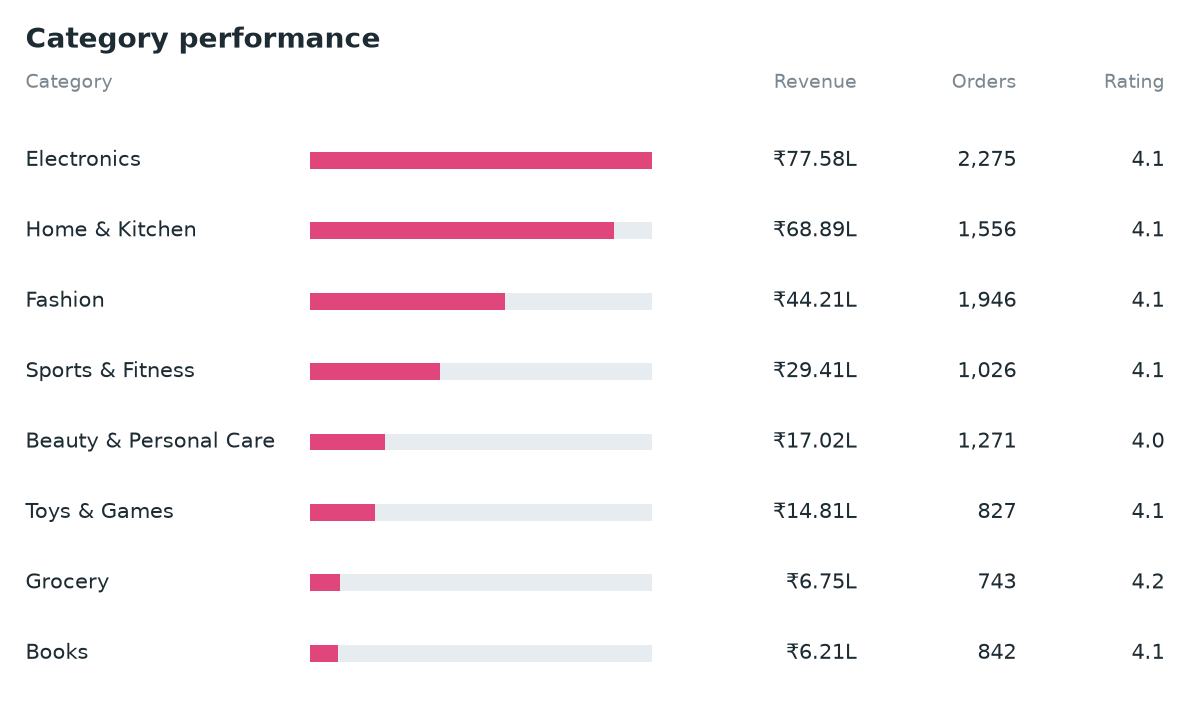 Category performance
Category Revenue Orders Rating
Electronics ₹77.58L 2,275 4.1
Home & Kitchen ₹68.89L 1,556 4.1
Fashion ₹44.21L 1,946 4.1
Sports & Fitness ₹29.41L 1,026 4.1
Beauty & Personal Care ₹17.02L 1,271 4.0
Toys & Games ₹14.81L 827 4.1
Grocery ₹6.75L 743 4.2
Books ₹6.21L 842 4.1